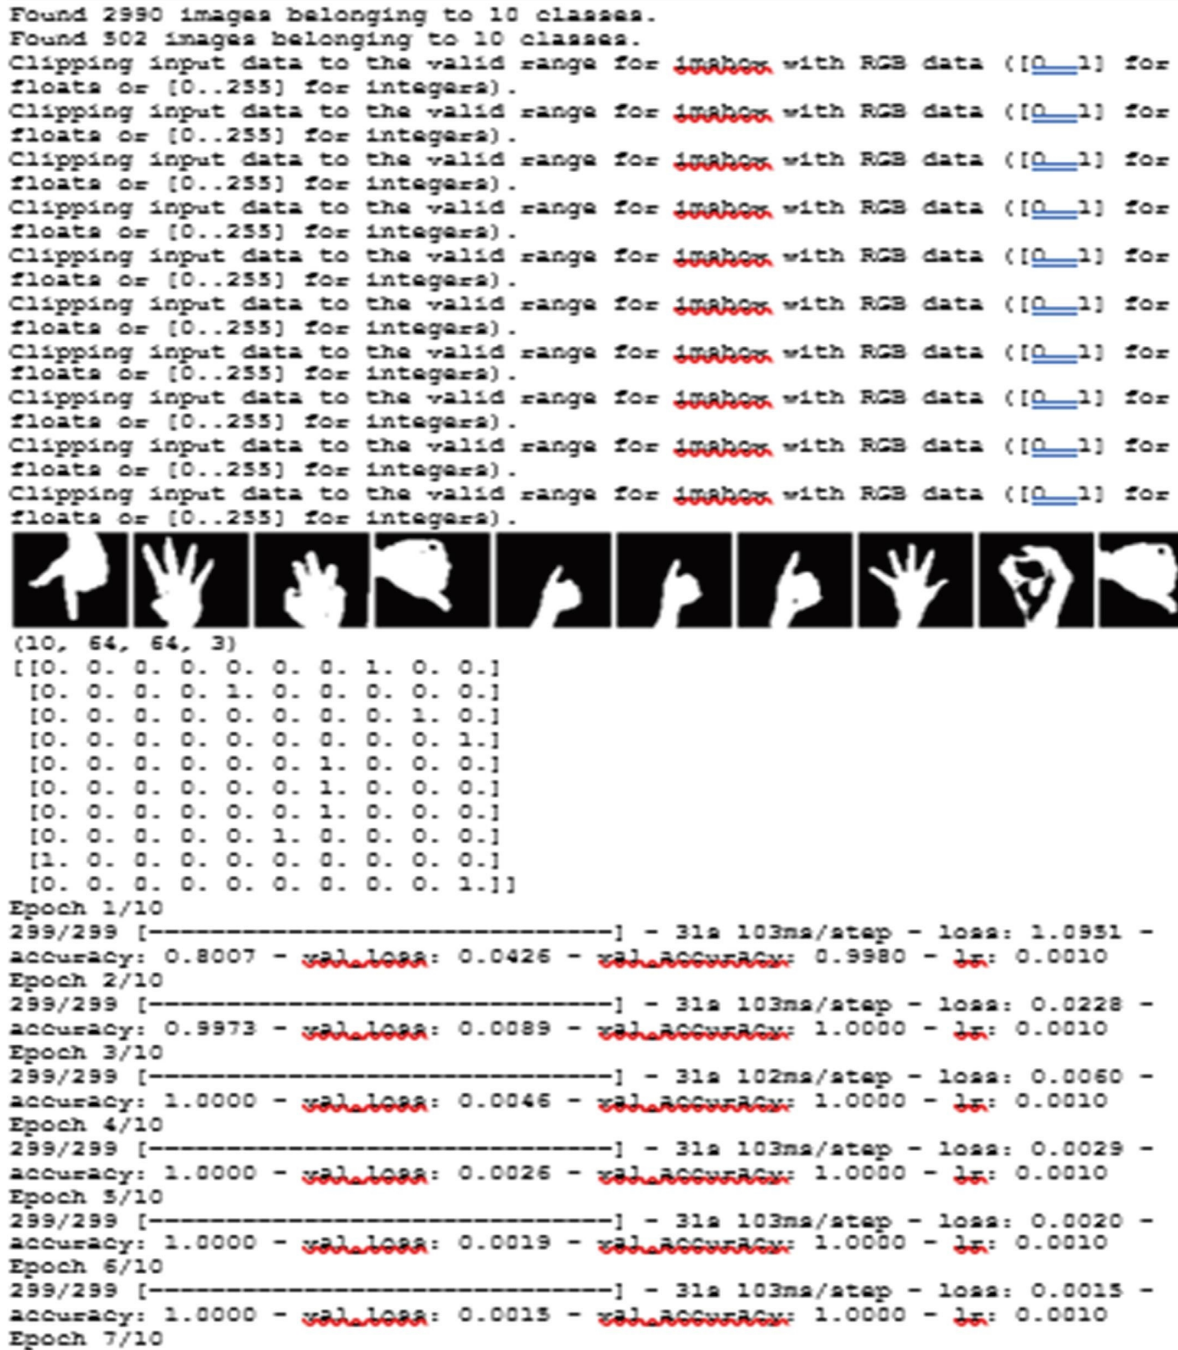 Found 2990 images belonging to 10 classes.
Found 502 images belonging to 10 classes.
Clipping input data to the valid range for imshow with RGB data ([0..1] for
floats or [0..255] for integers).
Clipping input data to the valid range for imshow with RGB data ([0..1] for
floats or [0..255] for integers).
Clipping input data to the valid range for imshow with RGB data ([0..1] for
floats or [0..255] for integers).
Clipping input data to the valid range for imshow with RGB data ([0..1] for
floats or [0..255] for integers).
Clipping input data to the valid range for imshow with RGB data ([0..1] for
floats or [0..255] for integers).
Clipping input data to the valid range for imshow with RGB data ([0..1] for
floats or [0..255] for integers).
Clipping input data to the valid range for imshow with RGB data ([0..1] for
floats or [0..255] for integers).
Clipping input data to the valid range for imshow with RGB data ([0..1] for
floats or [0..255] for integers).
Clipping input data to the valid range for imshow with RGB data ([0..1] for
floats or [0..255] for integers).
Clipping input data to the valid range for imshow with RGB data ([0..1] for
floats or [0..255] for integers).
(10, 64, 64, 3)
[[0. 0. 0. 0. 0. 0. 0. 1. 0. 0.]
[0. 0. 0. 0. 1. 0. 0. 0. 0. 0.]
[0. 0. 0. 0. 0. 0. 0. 0. 1. 0.]
[0. 0. 0. 0. 0. 0. 0. 0. 0. 1.]
[0. 0. 0. 0. 0. 0. 1. 0. 0. 0.]
[0. 0. 0. 0. 0. 0. 1. 0. 0. 0.]
[0. 0. 0. 0. 0. 0. 1. 0. 0. 0.]
[0. 0. 0. 0. 0. 1. 0. 0. 0. 0.]
[1. 0. 0. 0. 0. 0. 0. 0. 0. 0.]
[0. 0. 0. 0. 0. 0. 0. 0. 0. 1.]]
Epoch 1/10
299/299 [==============================] - 31s 103ms/step - loss: 1.0951 -
accuracy: 0.8007 - val_loss: 0.0426 - val_accuracy: 0.9980 - lr: 0.0010
Epoch 2/10
299/299 [==============================] - 31s 103ms/step - loss: 0.0228 -
accuracy: 0.9973 - val_loss: 0.0089 - val_accuracy: 1.0000 - lr: 0.0010
Epoch 3/10
299/299 [==============================] - 31s 102ms/step - loss: 0.0060 -
accuracy: 1.0000 - val_loss: 0.0046 - val_accuracy: 1.0000 - lr: 0.0010
Epoch 4/10
299/299 [==============================] - 31s 103ms/step - loss: 0.0029 -
accuracy: 1.0000 - val_loss: 0.0026 - val_accuracy: 1.0000 - lr: 0.0010
Epoch 5/10
299/299 [==============================] - 31s 103ms/step - loss: 0.0020 -
accuracy: 1.0000 - val_loss: 0.0019 - val_accuracy: 1.0000 - lr: 0.0010
Epoch 6/10
299/299 [==============================] - 31s 103ms/step - loss: 0.0015 -
accuracy: 1.0000 - val_loss: 0.0015 - val_accuracy: 1.0000 - lr: 0.0010
Epoch 7/10